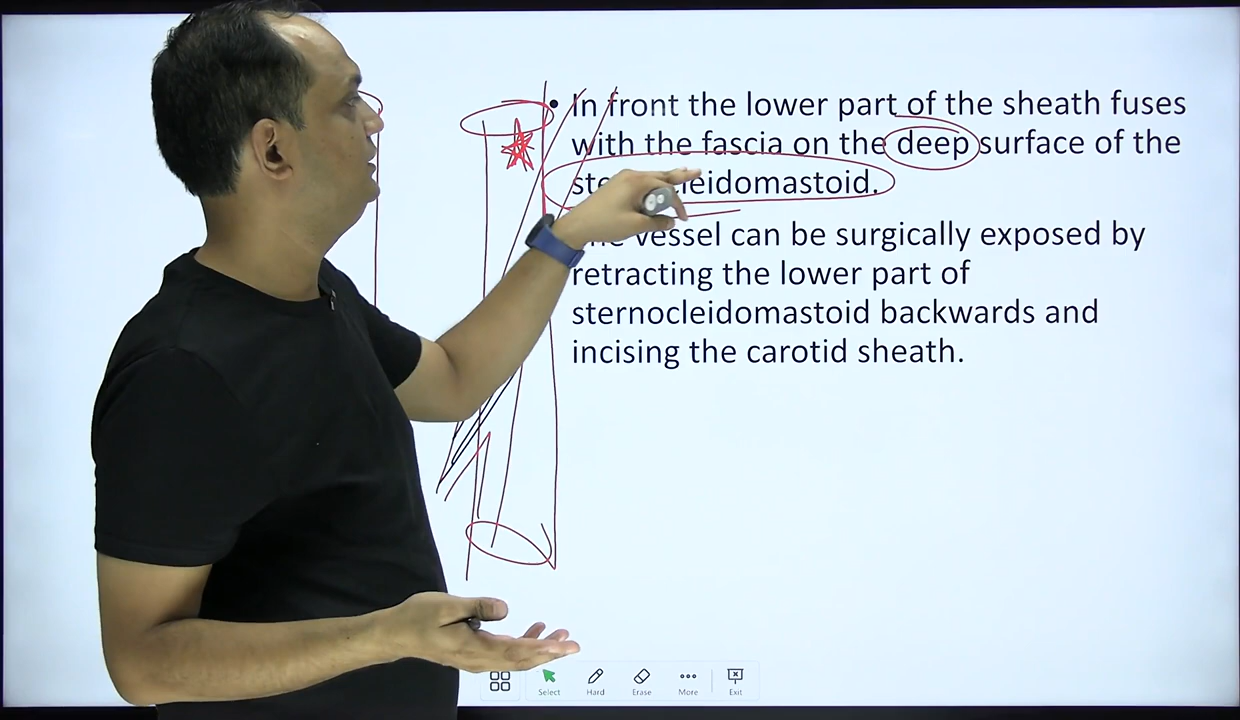 • In front the lower part of the sheath fuses
with the fascia on the deep surface of the
sternocleidomastoid.
vessel can be surgically exposed by
retracting the lower part of
sternocleidomastoid backwards and
incising the carotid sheath.
Select Hard Erase More Exit